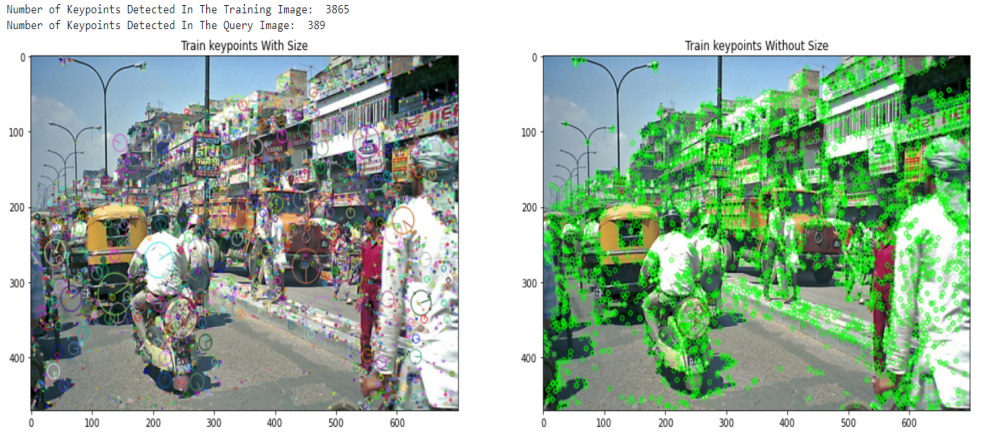 Number of Keypoints Detected In The Training Image:  3865
Number of Keypoints Detected In The Query Image:  389
Train keypoints With Size
Train keypoints Without Size
0
100
200
300
400
0 100 200 300 400 500 600
0
100
200
300
400
0 100 200 300 400 500 600